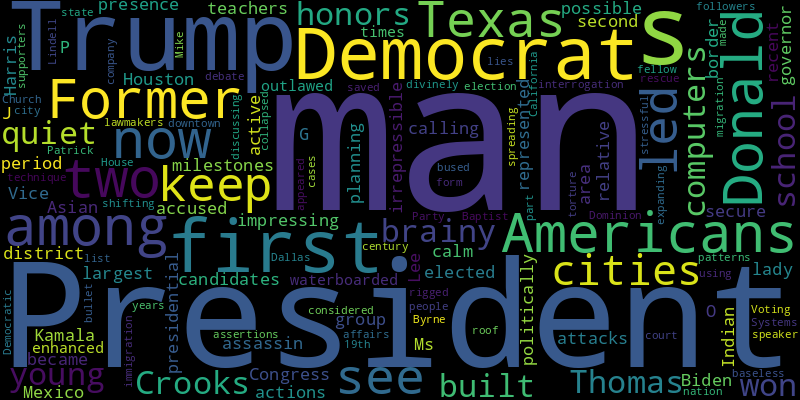 state presence teachers honors Texas possible followers
Trump Democrat s Donald
Harris supporters P company Mike Lindell times second border made recent governor
Former Houston debate outlawed lies California fellow rescue
J Church city lawmakers downtown collapsed saved divinely election interrogation
quiet now discussing active G planning irrepressible calling spreading represented led stressful computers migration school
period Patrick House milestones man relative
technique two keep appeared cases bused form torture area expanding
Vice shifting accused Party Baptist part Dominion secure
Asian among impressing brainy Americans
district list first century Dallas calm patterns lady
largest presidential candidates waterboarded Lee elected politically cities using
Democratic bullet President years rigged people considered group Byrne roof O Indian Voting
Kamala immigration assertions affairs Ms attacks court Systems
enhanced assassin 19th speaker
became Congress see built Thomas Biden baseless
young Mexico Crooks actions nation won